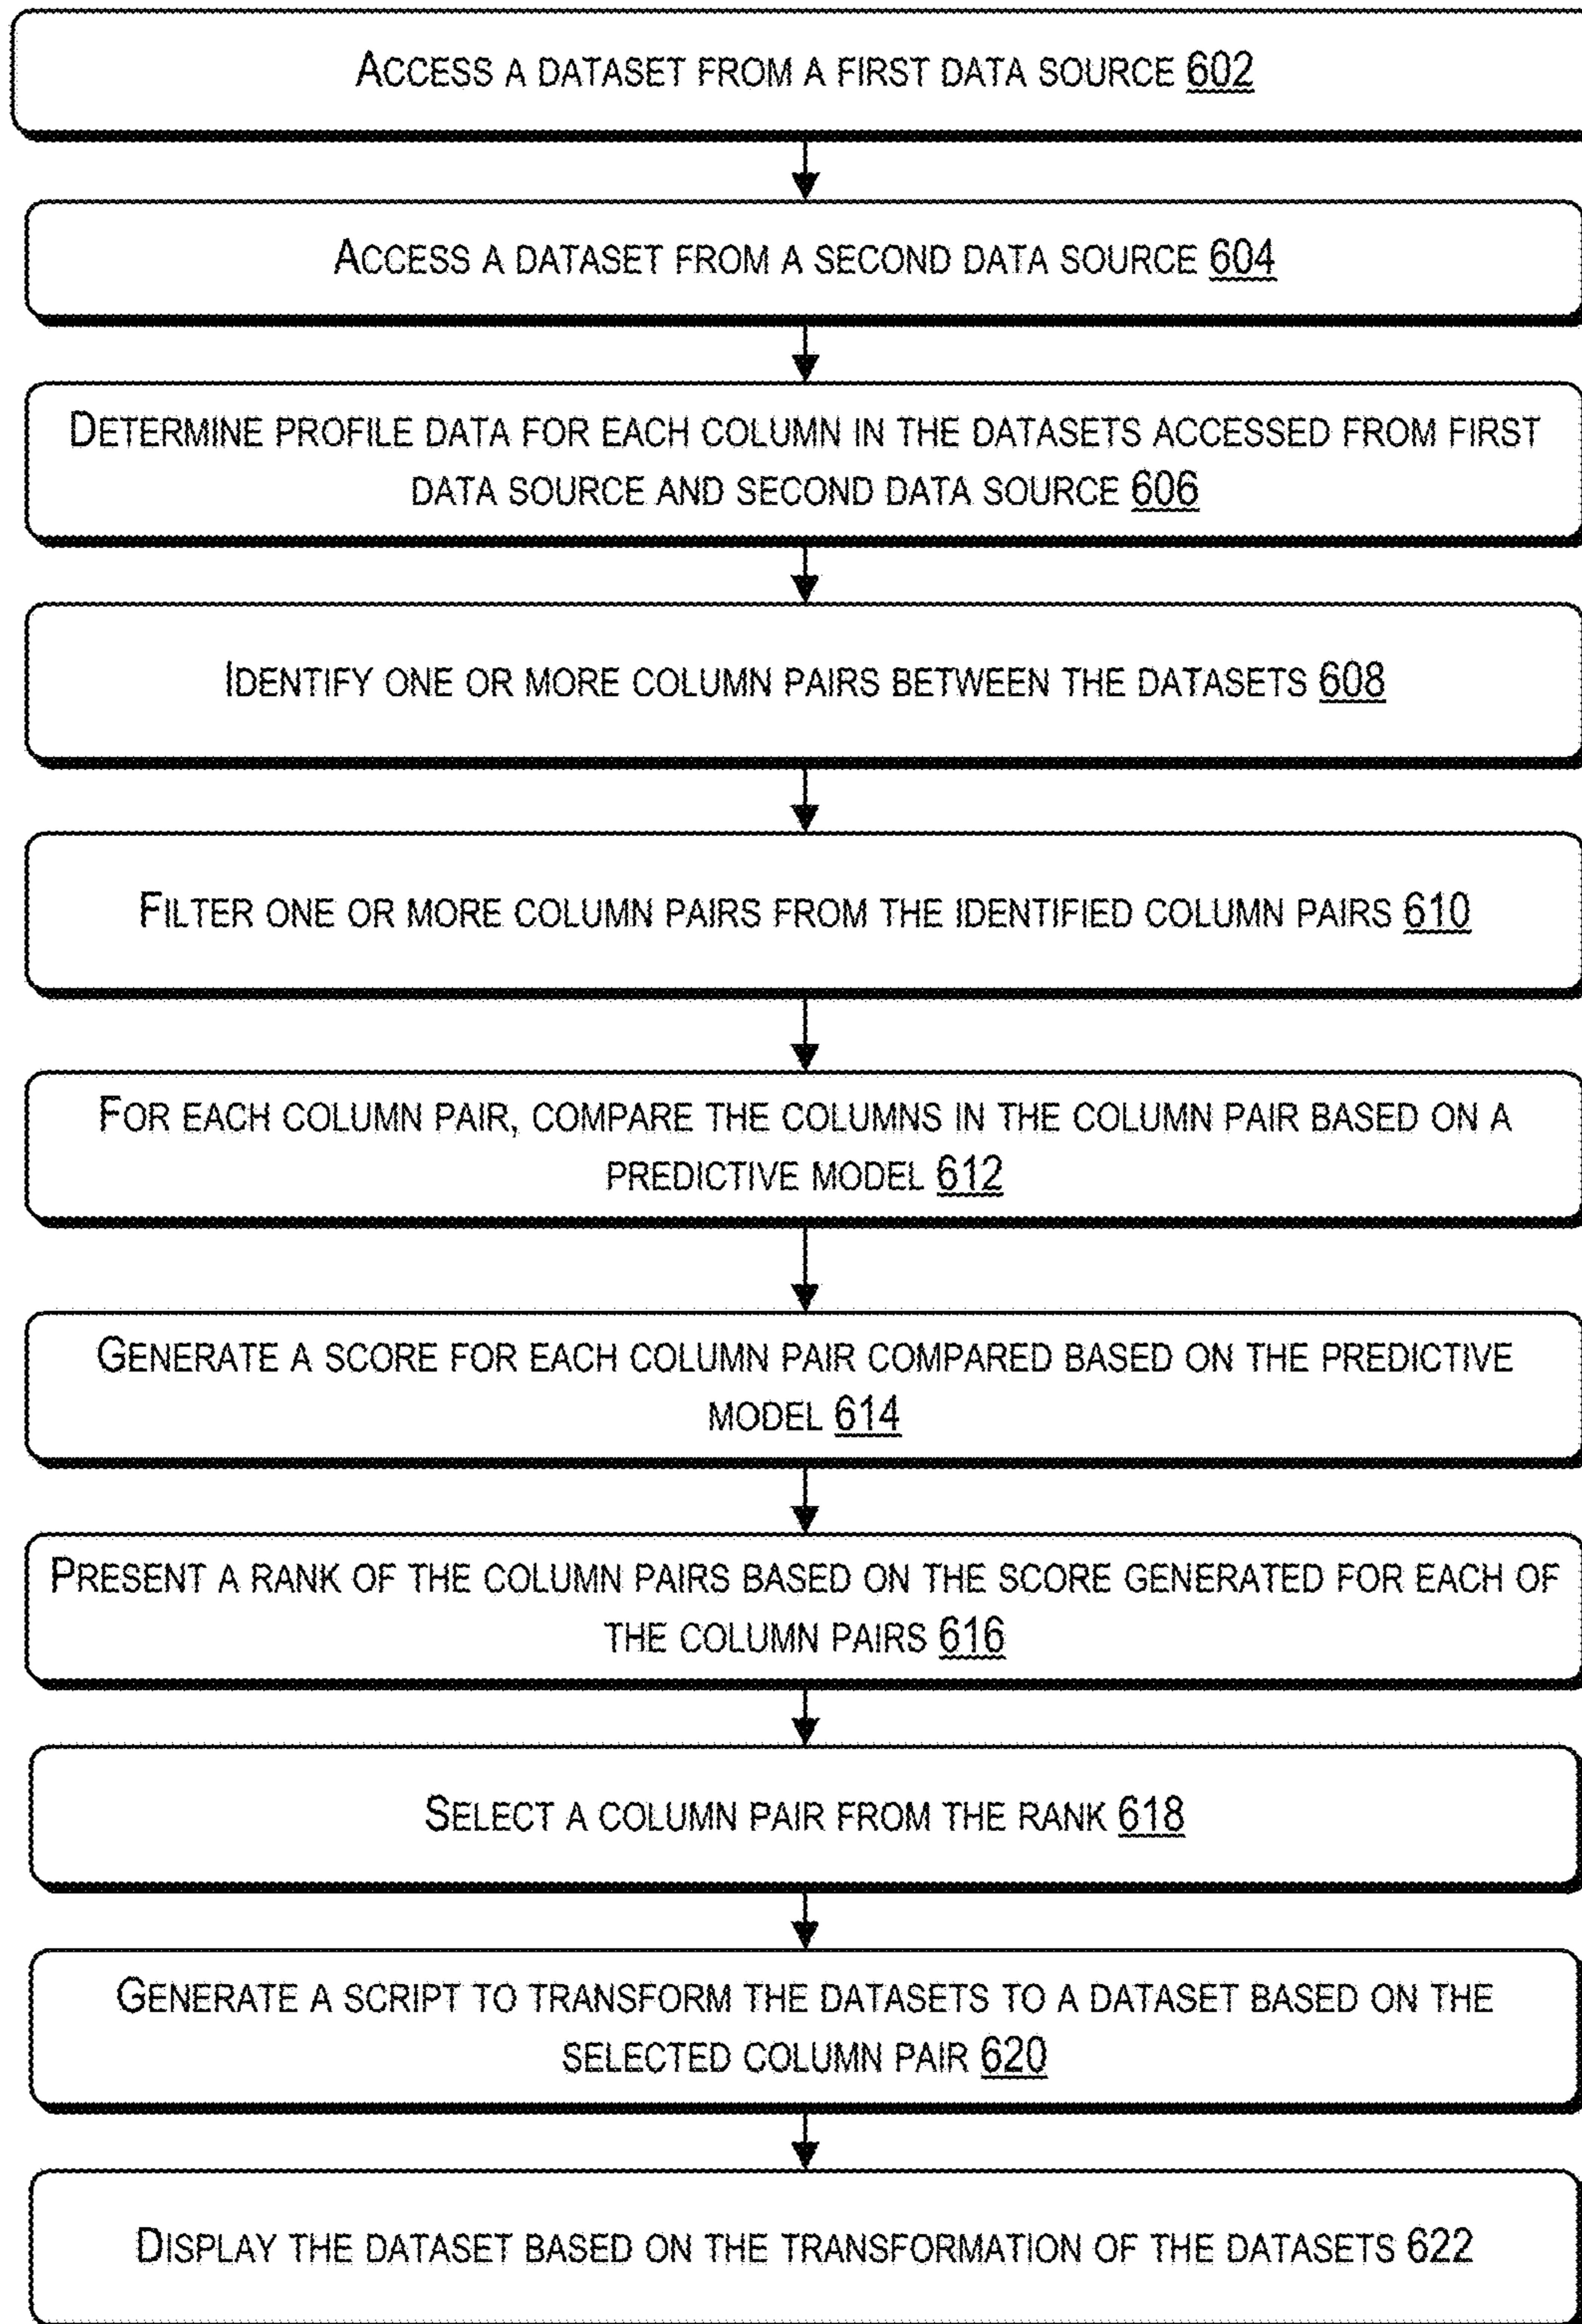 ACCESS A DATASET FROM A FIRST DATA SOURCE 602
ACCESS A DATASET FROM A SECOND DATA SOURCE 604
DETERMINE PROFILE DATA FOR EACH COLUMN IN THE DATASETS ACCESSED FROM FIRST
DATA SOURCE AND SECOND DATA SOURCE 606
IDENTIFY ONE OR MORE COLUMN PAIRS BETWEEN THE DATASETS 608
FILTER ONE OR MORE COLUMN PAIRS FROM THE IDENTIFIED COLUMN PAIRS 610
FOR EACH COLUMN PAIR, COMPARE THE COLUMNS IN THE COLUMN PAIR BASED ON A
PREDICTIVE MODEL 612
GENERATE A SCORE FOR EACH COLUMN PAIR COMPARED BASED ON THE PREDICTIVE
MODEL 614
PRESENT A RANK OF THE COLUMN PAIRS BASED ON THE SCORE GENERATED FOR EACH OF
THE COLUMN PAIRS 616
SELECT A COLUMN PAIR FROM THE RANK 618
GENERATE A SCRIPT TO TRANSFORM THE DATASETS TO A DATASET BASED ON THE
SELECTED COLUMN PAIR 620
DISPLAY THE DATASET BASED ON THE TRANSFORMATION OF THE DATASETS 622